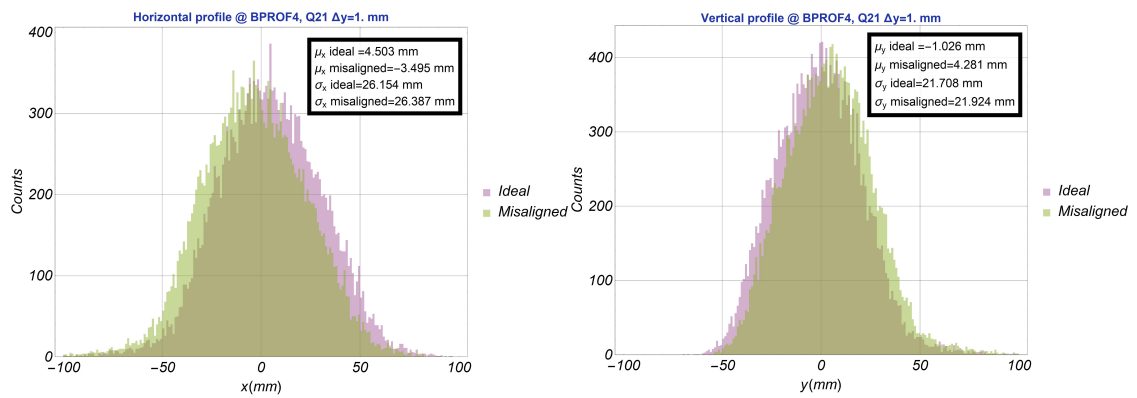 Horizontal profile @ BPROF4, Q21 Δy=1. mm
μx ideal =4.503 mm
μx misaligned=−3.495 mm
σx ideal=26.154 mm
σx misaligned=26.387 mm
400
300
200
100
0
Counts
−100
−50
0
50
100
x(mm)
Ideal
Misaligned
Vertical profile @ BPROF4, Q21 Δy=1. mm
μy ideal =−1.026 mm
μy misaligned=4.281 mm
σy ideal=21.708 mm
σy misaligned=21.924 mm
400
300
200
100
0
Counts
−100
−50
0
50
100
y(mm)
Ideal
Misaligned